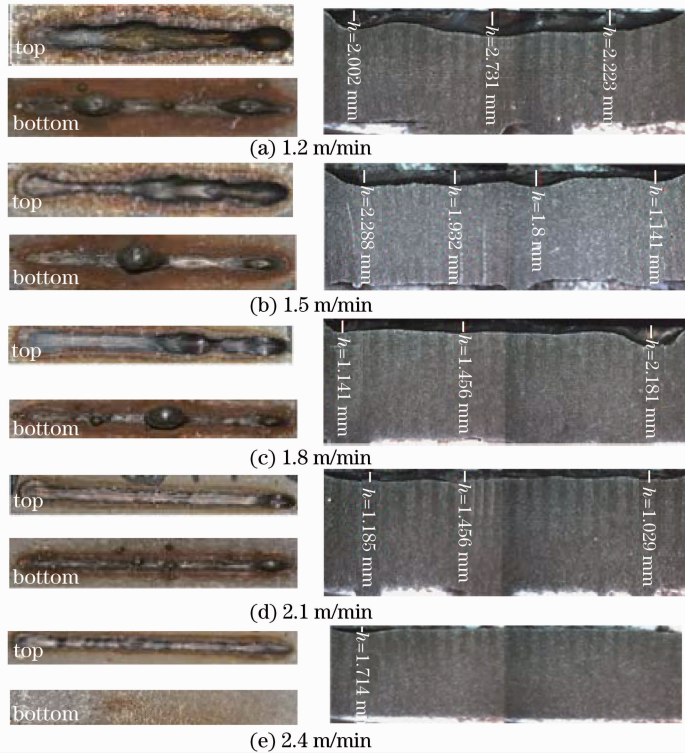 top
h=2.002 mm
h=2.731 mm
h=2.223 mm
bottom
(a) 1.2 m/min
top
h=2.288 mm
h=1.932 mm
h=1.8 mm
h=1.141 mm
bottom
(b) 1.5 m/min
top
h=1.141 mm
h=1.456 mm
h=2.181 mm
bottom
(c) 1.8 m/min
top
h=1.185 mm
h=1.456 mm
h=1.029 mm
bottom
(d) 2.1 m/min
top
h=1.714 mm
bottom
(e) 2.4 m/min